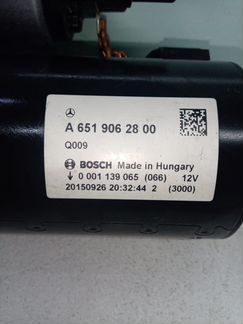 A 651 906 28 00
Q009
BOSCH Made in Hungary
↓ 0 001 139 065 (066) 12V
20150926 20:32:44 2 (3000)